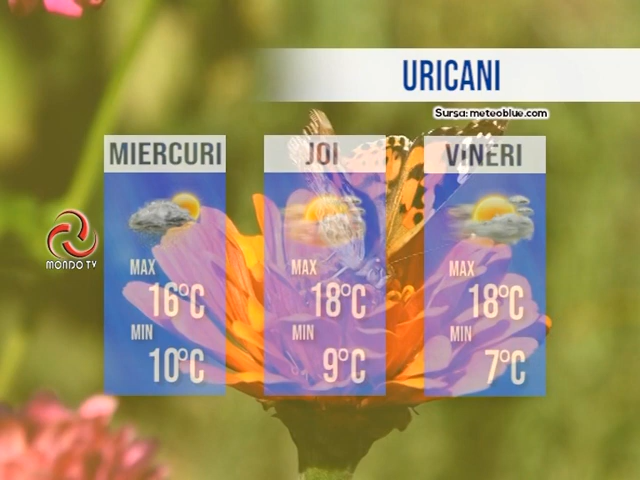 URICANI
Sursa: meteoblue.com
MIERCURI
JOI
VINERI
MONDO TV
MAX
16°C
MIN
10°C
MAX
18°C
MIN
9°C
MAX
18°C
MIN
7°C